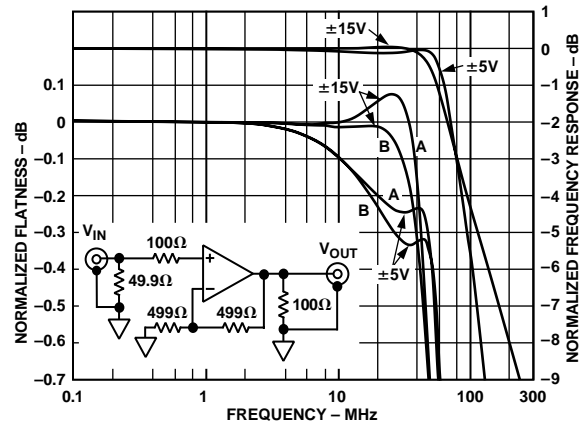 NORMALIZED FLATNESS – dB
0.1
0
–0.1
–0.2
–0.3
–0.4
–0.5
–0.6
–0.7
1
0
–1
–2
–3
–4
–5
–6
–7
–8
–9
NORMALIZED FREQUENCY RESPONSE – dB
±15V
±5V
±15V
B
A
A
B
±5V
VIN
100Ω
49.9Ω
+
–
499Ω
499Ω
VOUT
100Ω
0.1
1
10
100
300
FREQUENCY – MHz